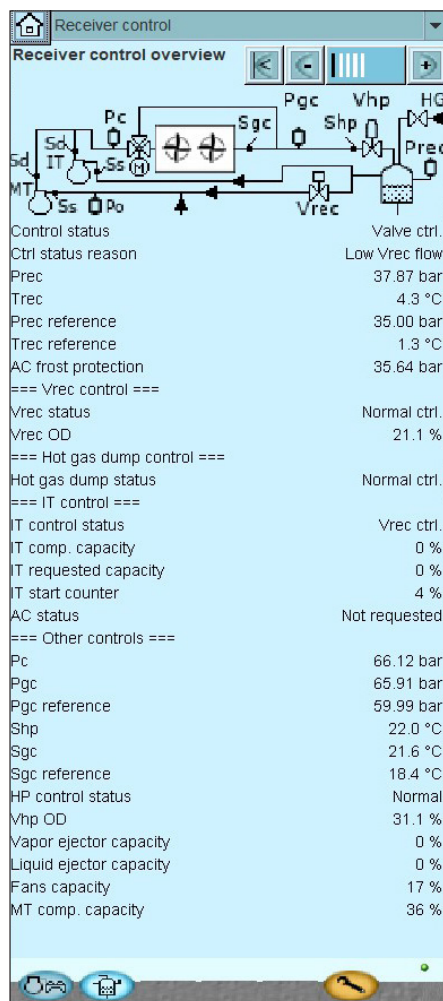 Receiver control
Receiver control overview
Pgc Vhp HG
Pc Sgc Shp
Sd Prec
Sd IT Ss M
MT Ss Po Vrec
Control status Valve ctrl.
Ctrl status reason Low Vrec flow
Prec 37.87 bar
Trec 4.3 °C
Prec reference 35.00 bar
Trec reference 1.3 °C
AC frost protection 35.64 bar
=== Vrec control ===
Vrec status Normal ctrl.
Vrec OD 21.1 %
=== Hot gas dump control ===
Hot gas dump status Normal ctrl.
=== IT control ===
IT control status Vrec ctrl.
IT comp. capacity 0 %
IT requested capacity 0 %
IT start counter 4 %
AC status Not requested
=== Other controls ===
Pc 66.12 bar
Pgc 65.91 bar
Pgc reference 59.99 bar
Shp 22.0 °C
Sgc 21.6 °C
Sgc reference 18.4 °C
HP control status Normal
Vhp OD 31.1 %
Vapor ejector capacity 0 %
Liquid ejector capacity 0 %
Fans capacity 17 %
MT comp. capacity 36 %